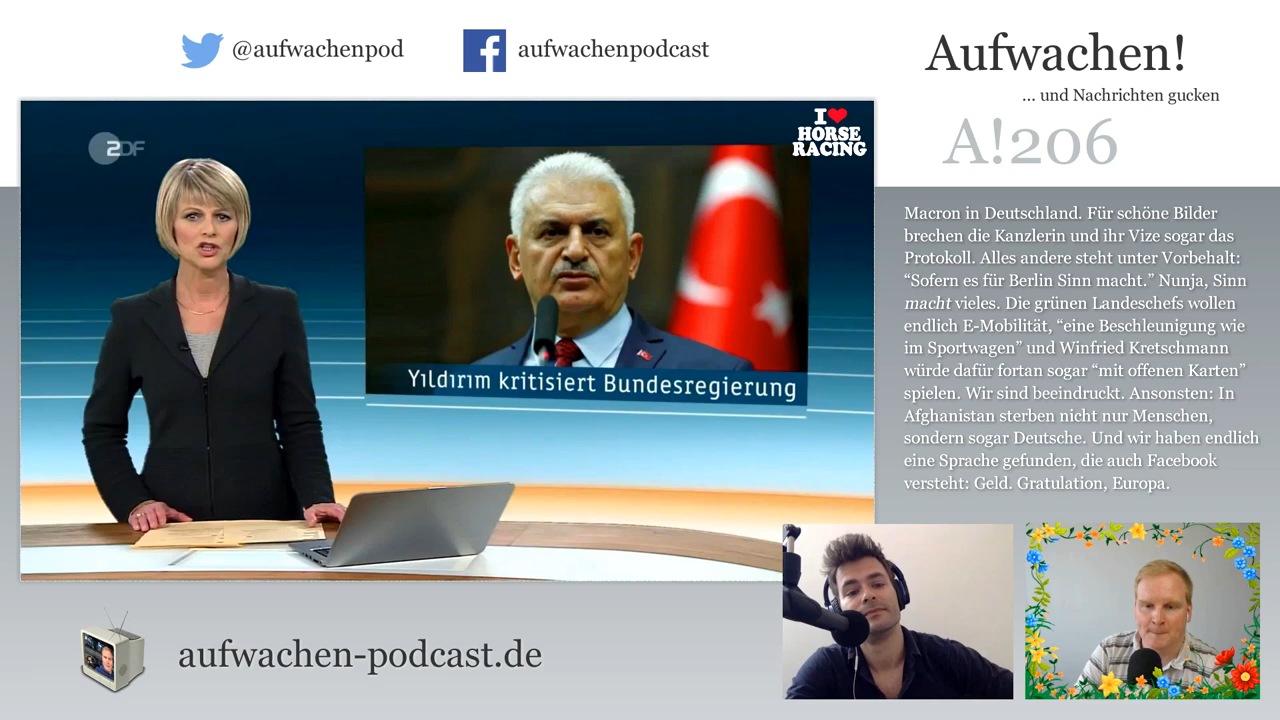 @aufwachenpod
aufwachenpodcast
Aufwachen!
... und Nachrichten gucken
A!206
ZDF
I
HORSE
RACING
Yıldırım kritisiert Bundesregierung
Macron in Deutschland. Für schöne Bilder
brechen die Kanzlerin und ihr Vize sogar das
Protokoll. Alles andere steht unter Vorbehalt:
“Sofern es für Berlin Sinn macht.” Nunja, Sinn
macht vieles. Die grünen Landeschefs wollen
endlich E-Mobilität, “eine Beschleunigung wie
im Sportwagen” und Winfried Kretschmann
würde dafür fortan sogar “mit offenen Karten”
spielen. Wir sind beeindruckt. Ansonsten: In
Afghanistan sterben nicht nur Menschen,
sondern sogar Deutsche. Und wir haben endlich
eine Sprache gefunden, die auch Facebook
versteht: Geld. Gratulation, Europa.
aufwachen-podcast.de